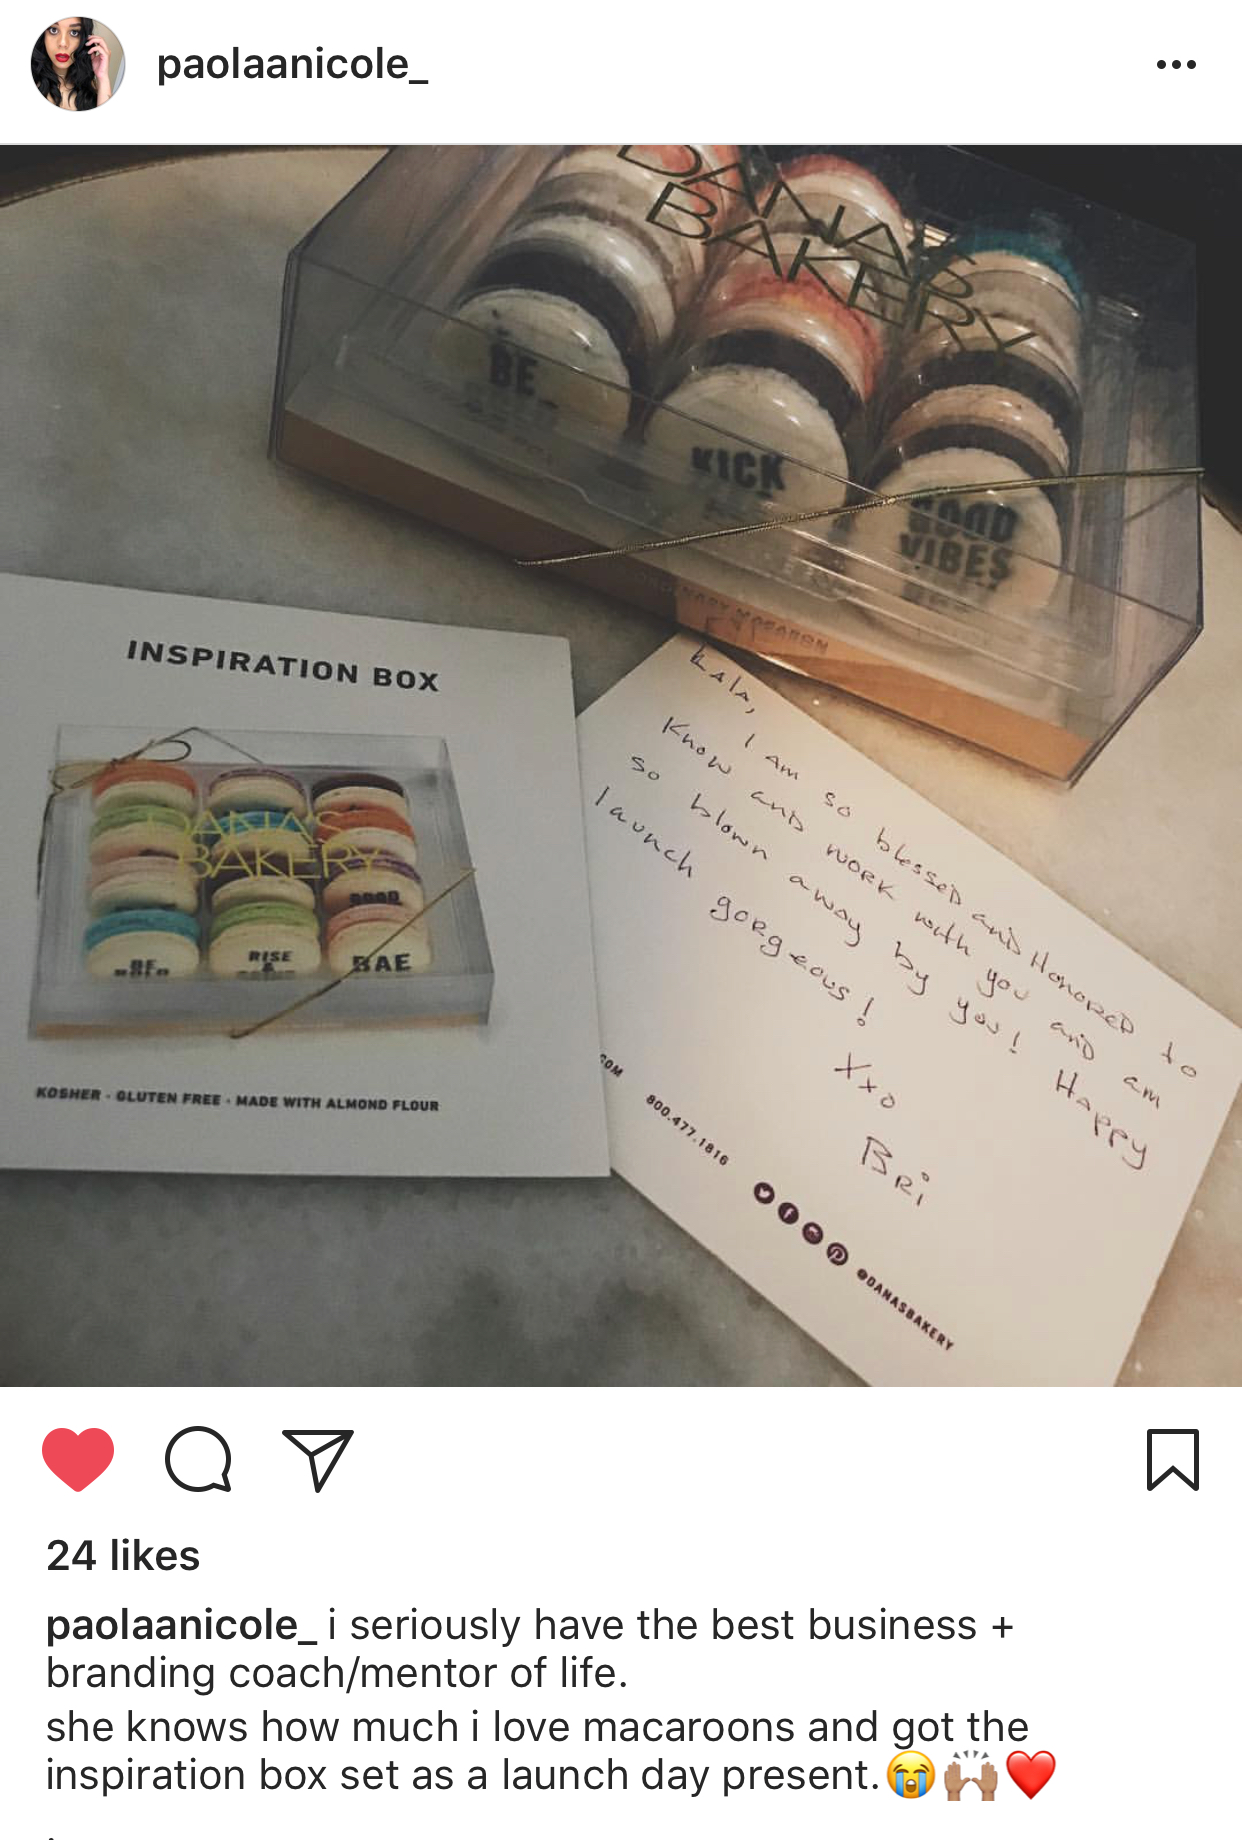 paolaanicole_
DANA'S
BAKERY
BE
KICK
GOOD
VIBES
INSPIRATION BOX
DANA'S
BAKERY
GOOD
BE
RISE
&
BAE
KOSHER · GLUTEN FREE · MADE WITH ALMOND FLOUR
Kala,
I am so blessed and Honored to
Know and work with you and am
so blown away by you! Happy
launch gorgeous!
Xxo
Bri
.COM
800.477.1816
@DANASBAKERY
24 likes
paolaanicole_ i seriously have the best business +
branding coach/mentor of life.
she knows how much i love macaroons and got the
inspiration box set as a launch day present.😭🙌🏽❤️
.